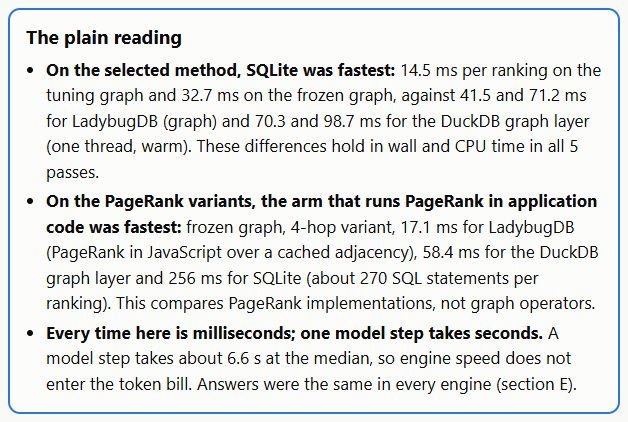 The plain reading
• On the selected method, SQLite was fastest: 14.5 ms per ranking on the
tuning graph and 32.7 ms on the frozen graph, against 41.5 and 71.2 ms
for LadybugDB (graph) and 70.3 and 98.7 ms for the DuckDB graph layer
(one thread, warm). These differences hold in wall and CPU time in all 5
passes.
• On the PageRank variants, the arm that runs PageRank in application
code was fastest: frozen graph, 4-hop variant, 17.1 ms for LadybugDB
(PageRank in JavaScript over a cached adjacency), 58.4 ms for the DuckDB
graph layer and 256 ms for SQLite (about 270 SQL statements per
ranking). This compares PageRank implementations, not graph operators.
• Every time here is milliseconds; one model step takes seconds. A
model step takes about 6.6 s at the median, so engine speed does not
enter the token bill. Answers were the same in every engine (section E).